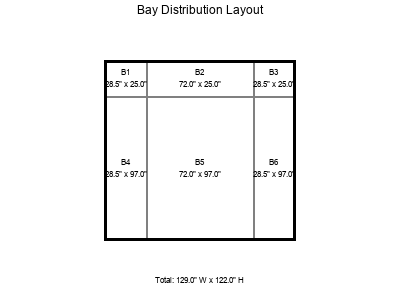 Bay Distribution Layout
B1 B2 B3
28.5" x 25.0" 72.0" x 25.0" 28.5" x 25.0"
B4 B5 B6
28.5" x 97.0" 72.0" x 97.0" 28.5" x 97.0"
Total: 129.0" W x 122.0" H